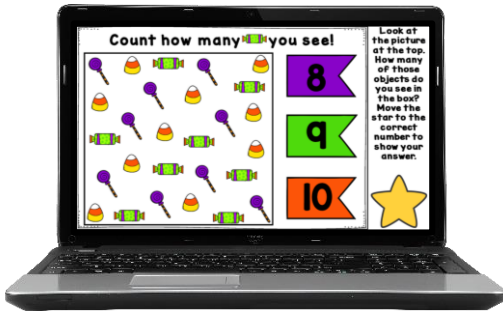 Count how many you see!
8
9
10
Look at
the picture
at the top.
How many
of those
objects do
you see in
the box?
Move the
star to the
correct
number to
show your
answer.